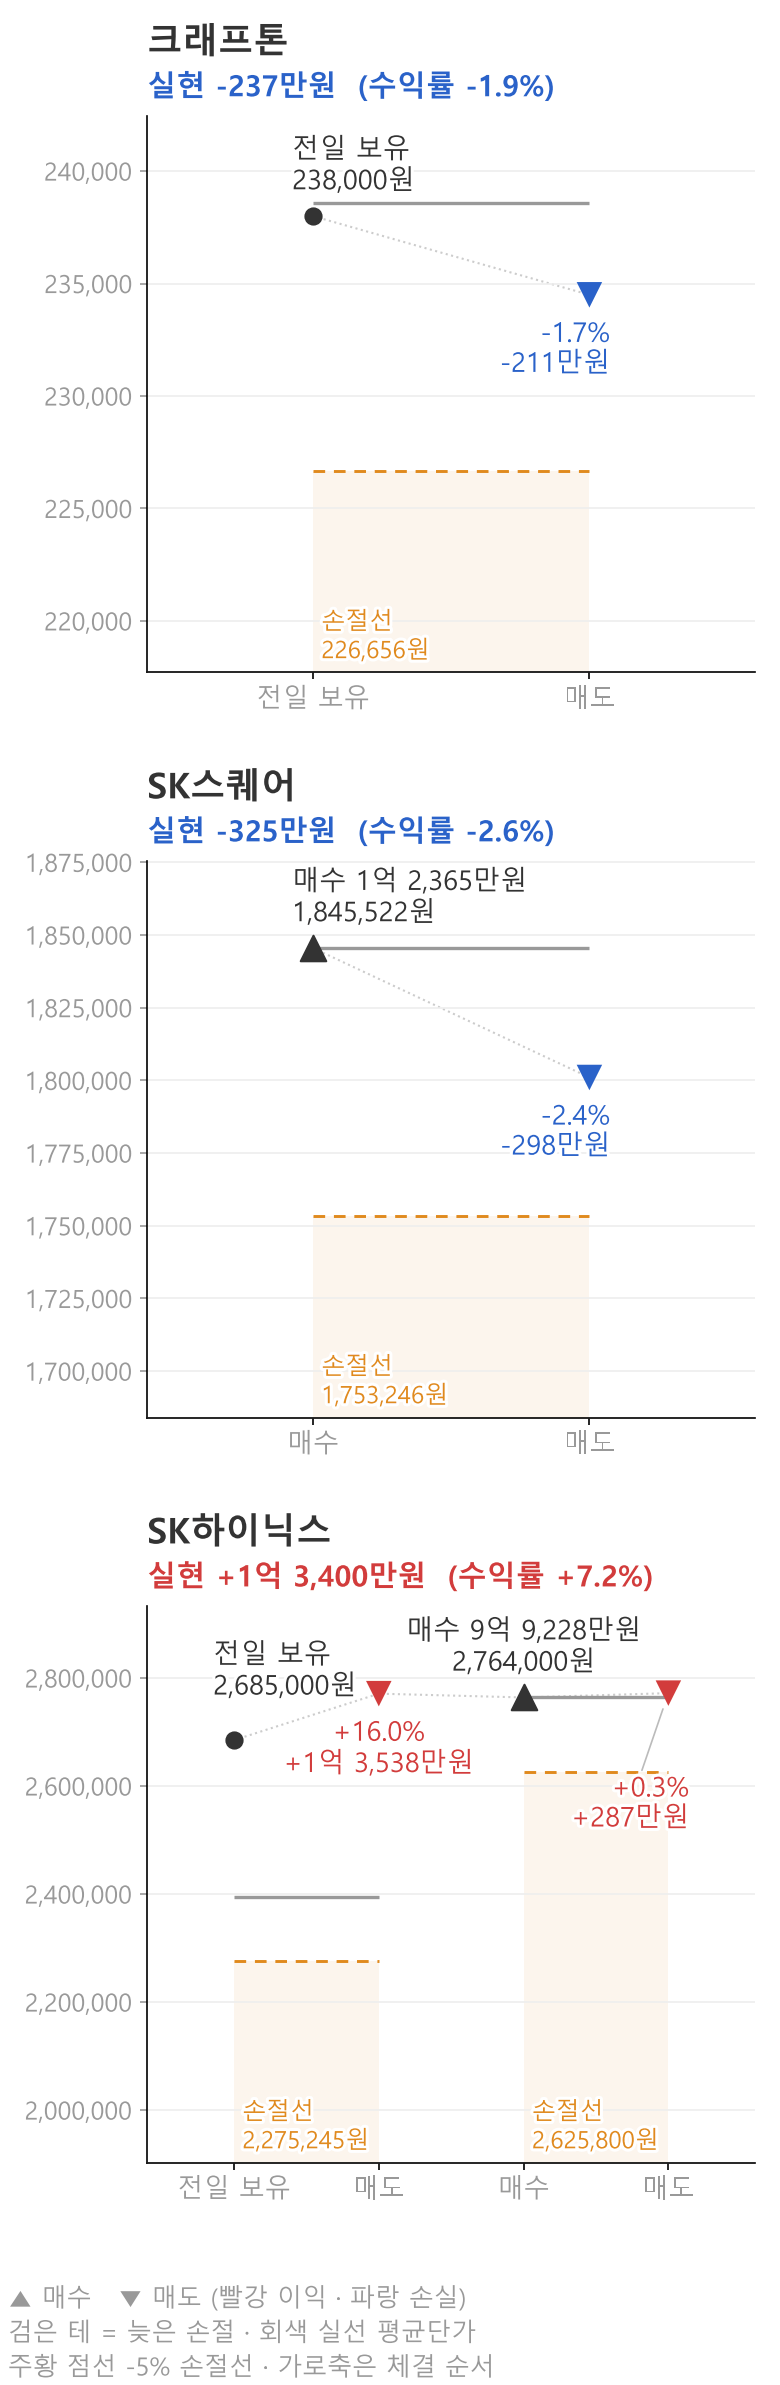 크래프톤
실현 -237만원 (수익률 -1.9%)
전일 보유
238,000원
240,000
235,000
-1.7%
-211만원
230,000
225,000
220,000
손절선
226,656원
전일 보유 매도
SK스퀘어
실현 -325만원 (수익률 -2.6%)
1,875,000
매수 1억 2,365만원
1,845,522원
1,850,000
1,825,000
1,800,000
-2.4%
-298만원
1,775,000
1,750,000
1,725,000
1,700,000
손절선
1,753,246원
매수 매도
SK하이닉스
실현 +1억 3,400만원 (수익률 +7.2%)
매수 9억 9,228만원
2,764,000원
전일 보유
2,685,000원
2,800,000
+16.0%
+1억 3,538만원
2,600,000
+0.3%
+287만원
2,400,000
2,200,000
2,000,000
손절선
2,275,245원
손절선
2,625,800원
전일 보유 매도 매수 매도
▲ 매수 ▼ 매도 (빨강 이익 · 파랑 손실)
검은 테 = 늦은 손절 · 회색 실선 평균단가
주황 점선 -5% 손절선 · 가로축은 체결 순서